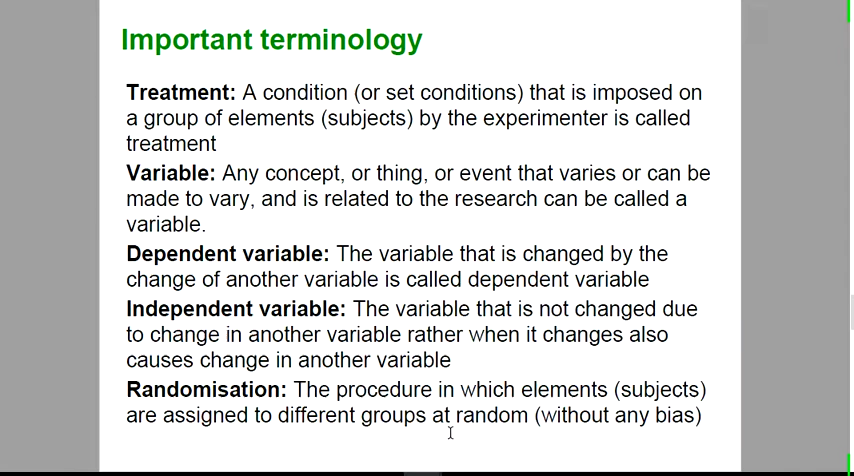 Important terminology
Treatment: A condition (or set conditions) that is imposed on
a group of elements (subjects) by the experimenter is called
treatment
Variable: Any concept, or thing, or event that varies or can be
made to vary, and is related to the research can be called a
variable.
Dependent variable: The variable that is changed by the
change of another variable is called dependent variable
Independent variable: The variable that is not changed due
to change in another variable rather when it changes also
causes change in another variable
Randomisation: The procedure in which elements (subjects)
are assigned to different groups at random (without any bias)